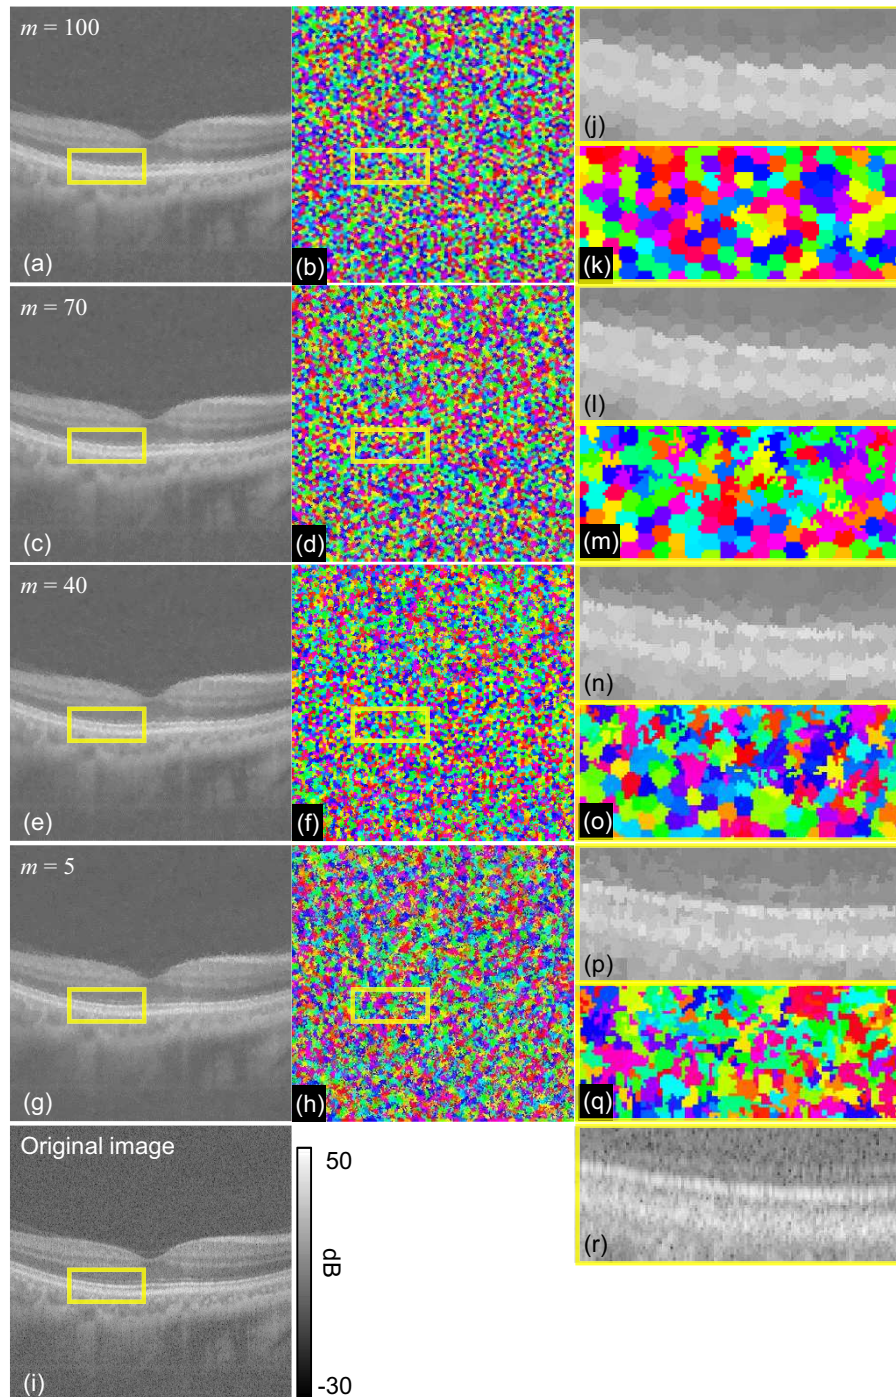 m = 100
(a)
(b)
(j)
(k)
m = 70
(c)
(d)
(l)
(m)
m = 40
(e)
(f)
(n)
(o)
m = 5
(g)
(h)
(p)
(q)
Original image
(i)
50
dB
-30
(r)